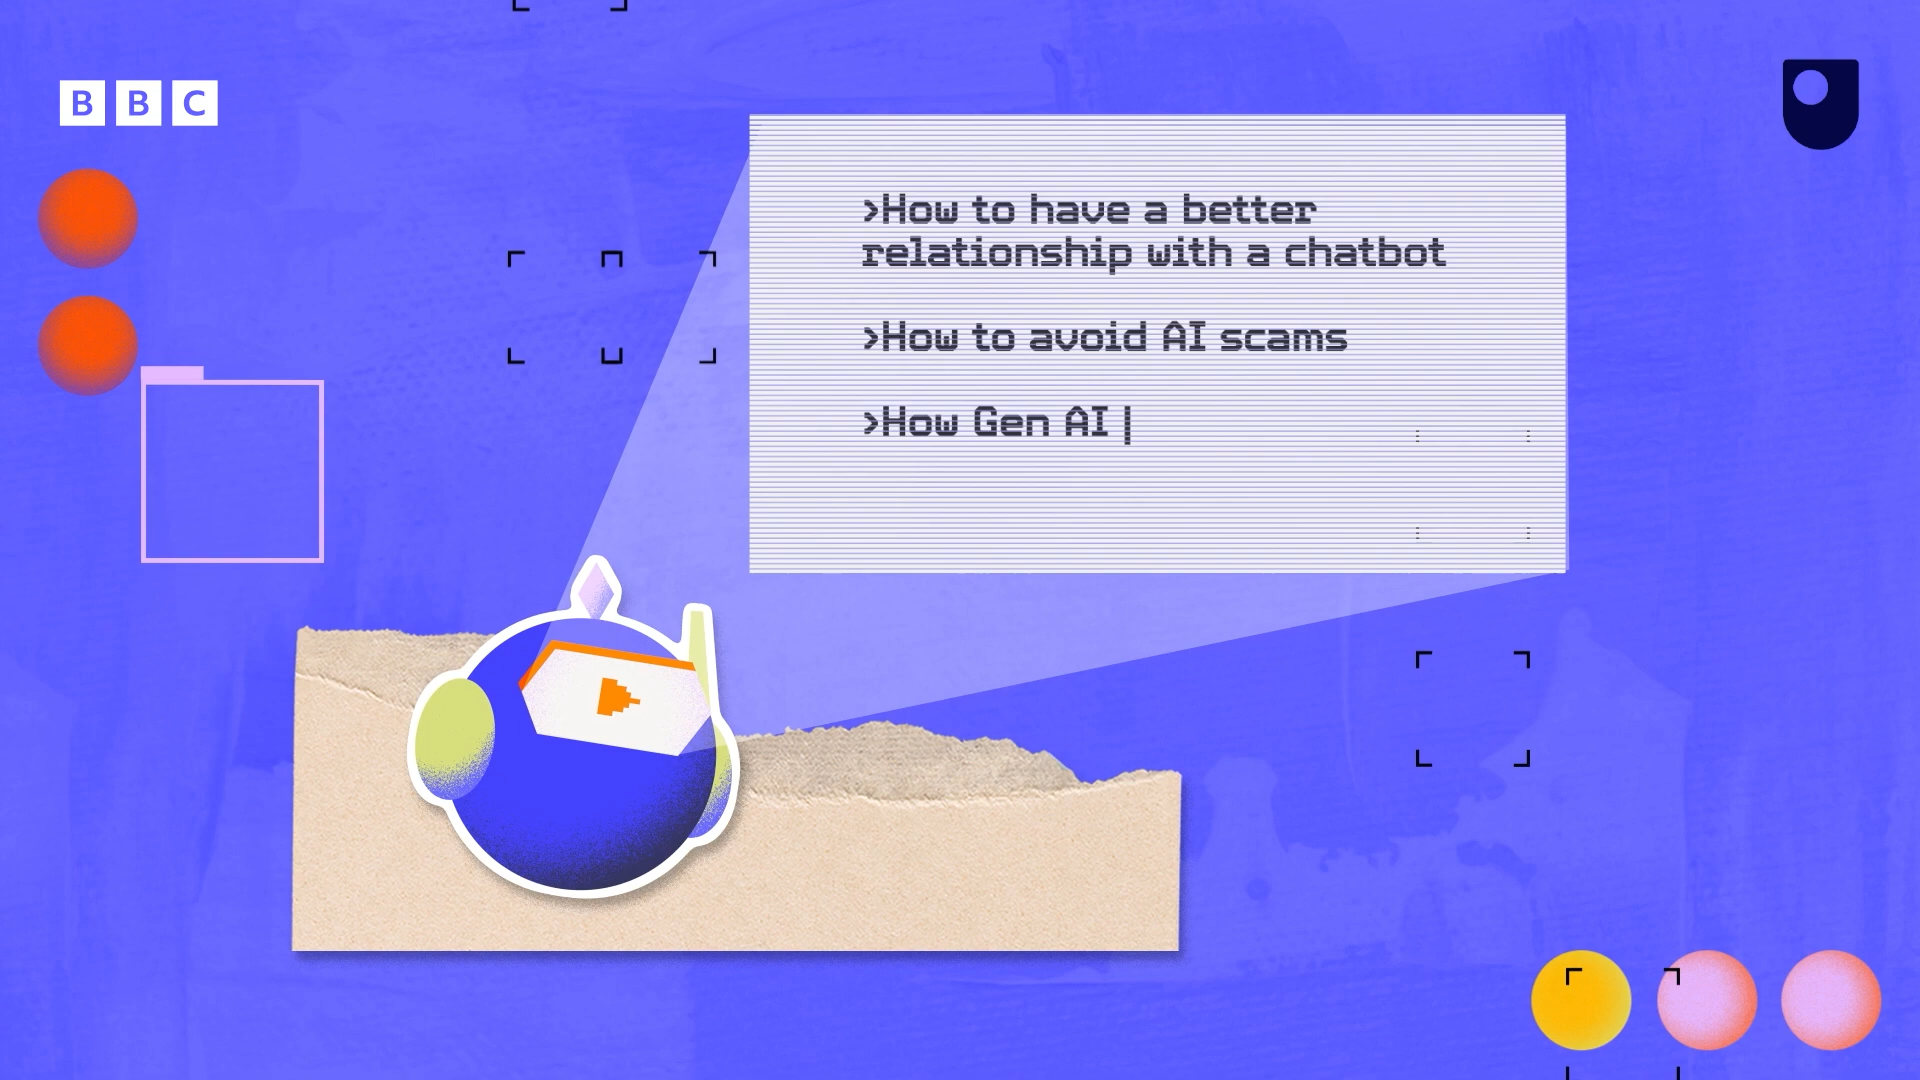 BBC
>How to have a better
relationship with a chatbot
>How to avoid AI scams
>How Gen AI |